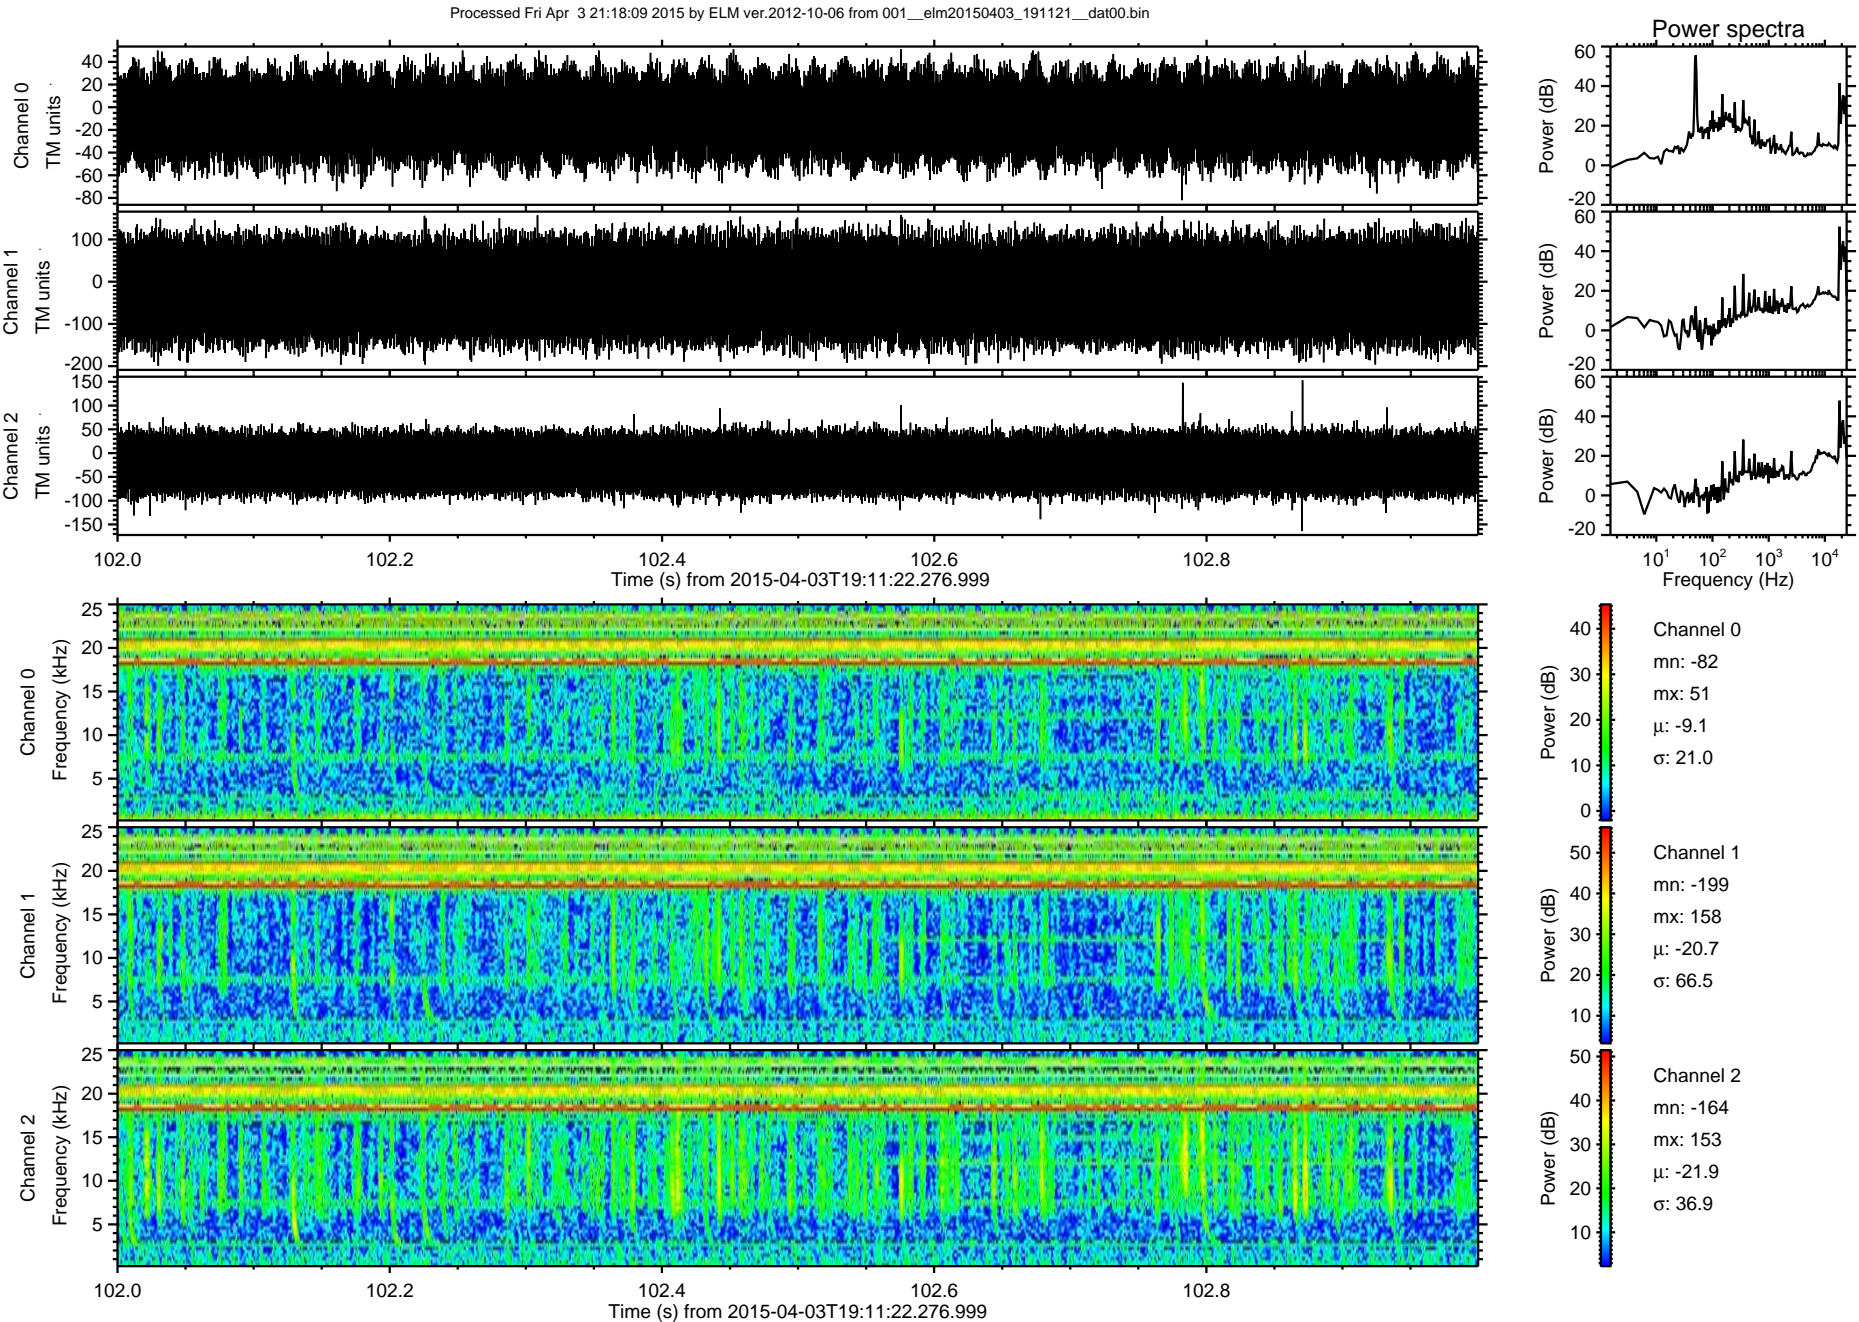 Processed Fri Apr  3 21:18:09 2015 by ELM ver.2012-10-06 from 001__elm20150403_191121__dat00.bin
Power spectra
Channel 0
TM units
40
20
0
-20
-40
-60
-80
Power (dB)
60
40
20
0
-20
Channel 1
TM units
100
0
-100
-200
Power (dB)
60
40
20
0
-20
Channel 2
TM units
150
100
50
0
-50
-100
-150
Power (dB)
60
40
20
0
-20
102.0 102.2 102.4 102.6 102.8
Time (s) from 2015-04-03T19:11:22.276.999
10^1 10^2 10^3 10^4
Frequency (Hz)
Channel 0
Frequency (kHz)
25
20
15
10
5
Power (dB)
40
30
20
10
0
Channel 0
mn: -82
mx: 51
μ: -9.1
σ: 21.0
Channel 1
Frequency (kHz)
25
20
15
10
5
Power (dB)
50
40
30
20
10
Channel 1
mn: -199
mx: 158
μ: -20.7
σ: 66.5
Channel 2
Frequency (kHz)
25
20
15
10
5
Power (dB)
50
40
30
20
10
Channel 2
mn: -164
mx: 153
μ: -21.9
σ: 36.9
102.0 102.2 102.4 102.6 102.8
Time (s) from 2015-04-03T19:11:22.276.999